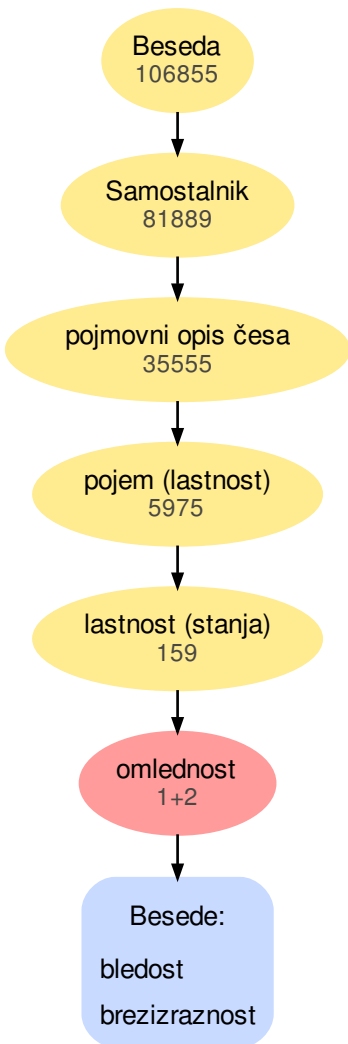 Beseda
106855
Samostalnik
81889
pojmovni opis česa
35555
pojem (lastnost)
5975
lastnost (stanja)
159
omlednost
1+2
Besede:
bledost
brezizraznost